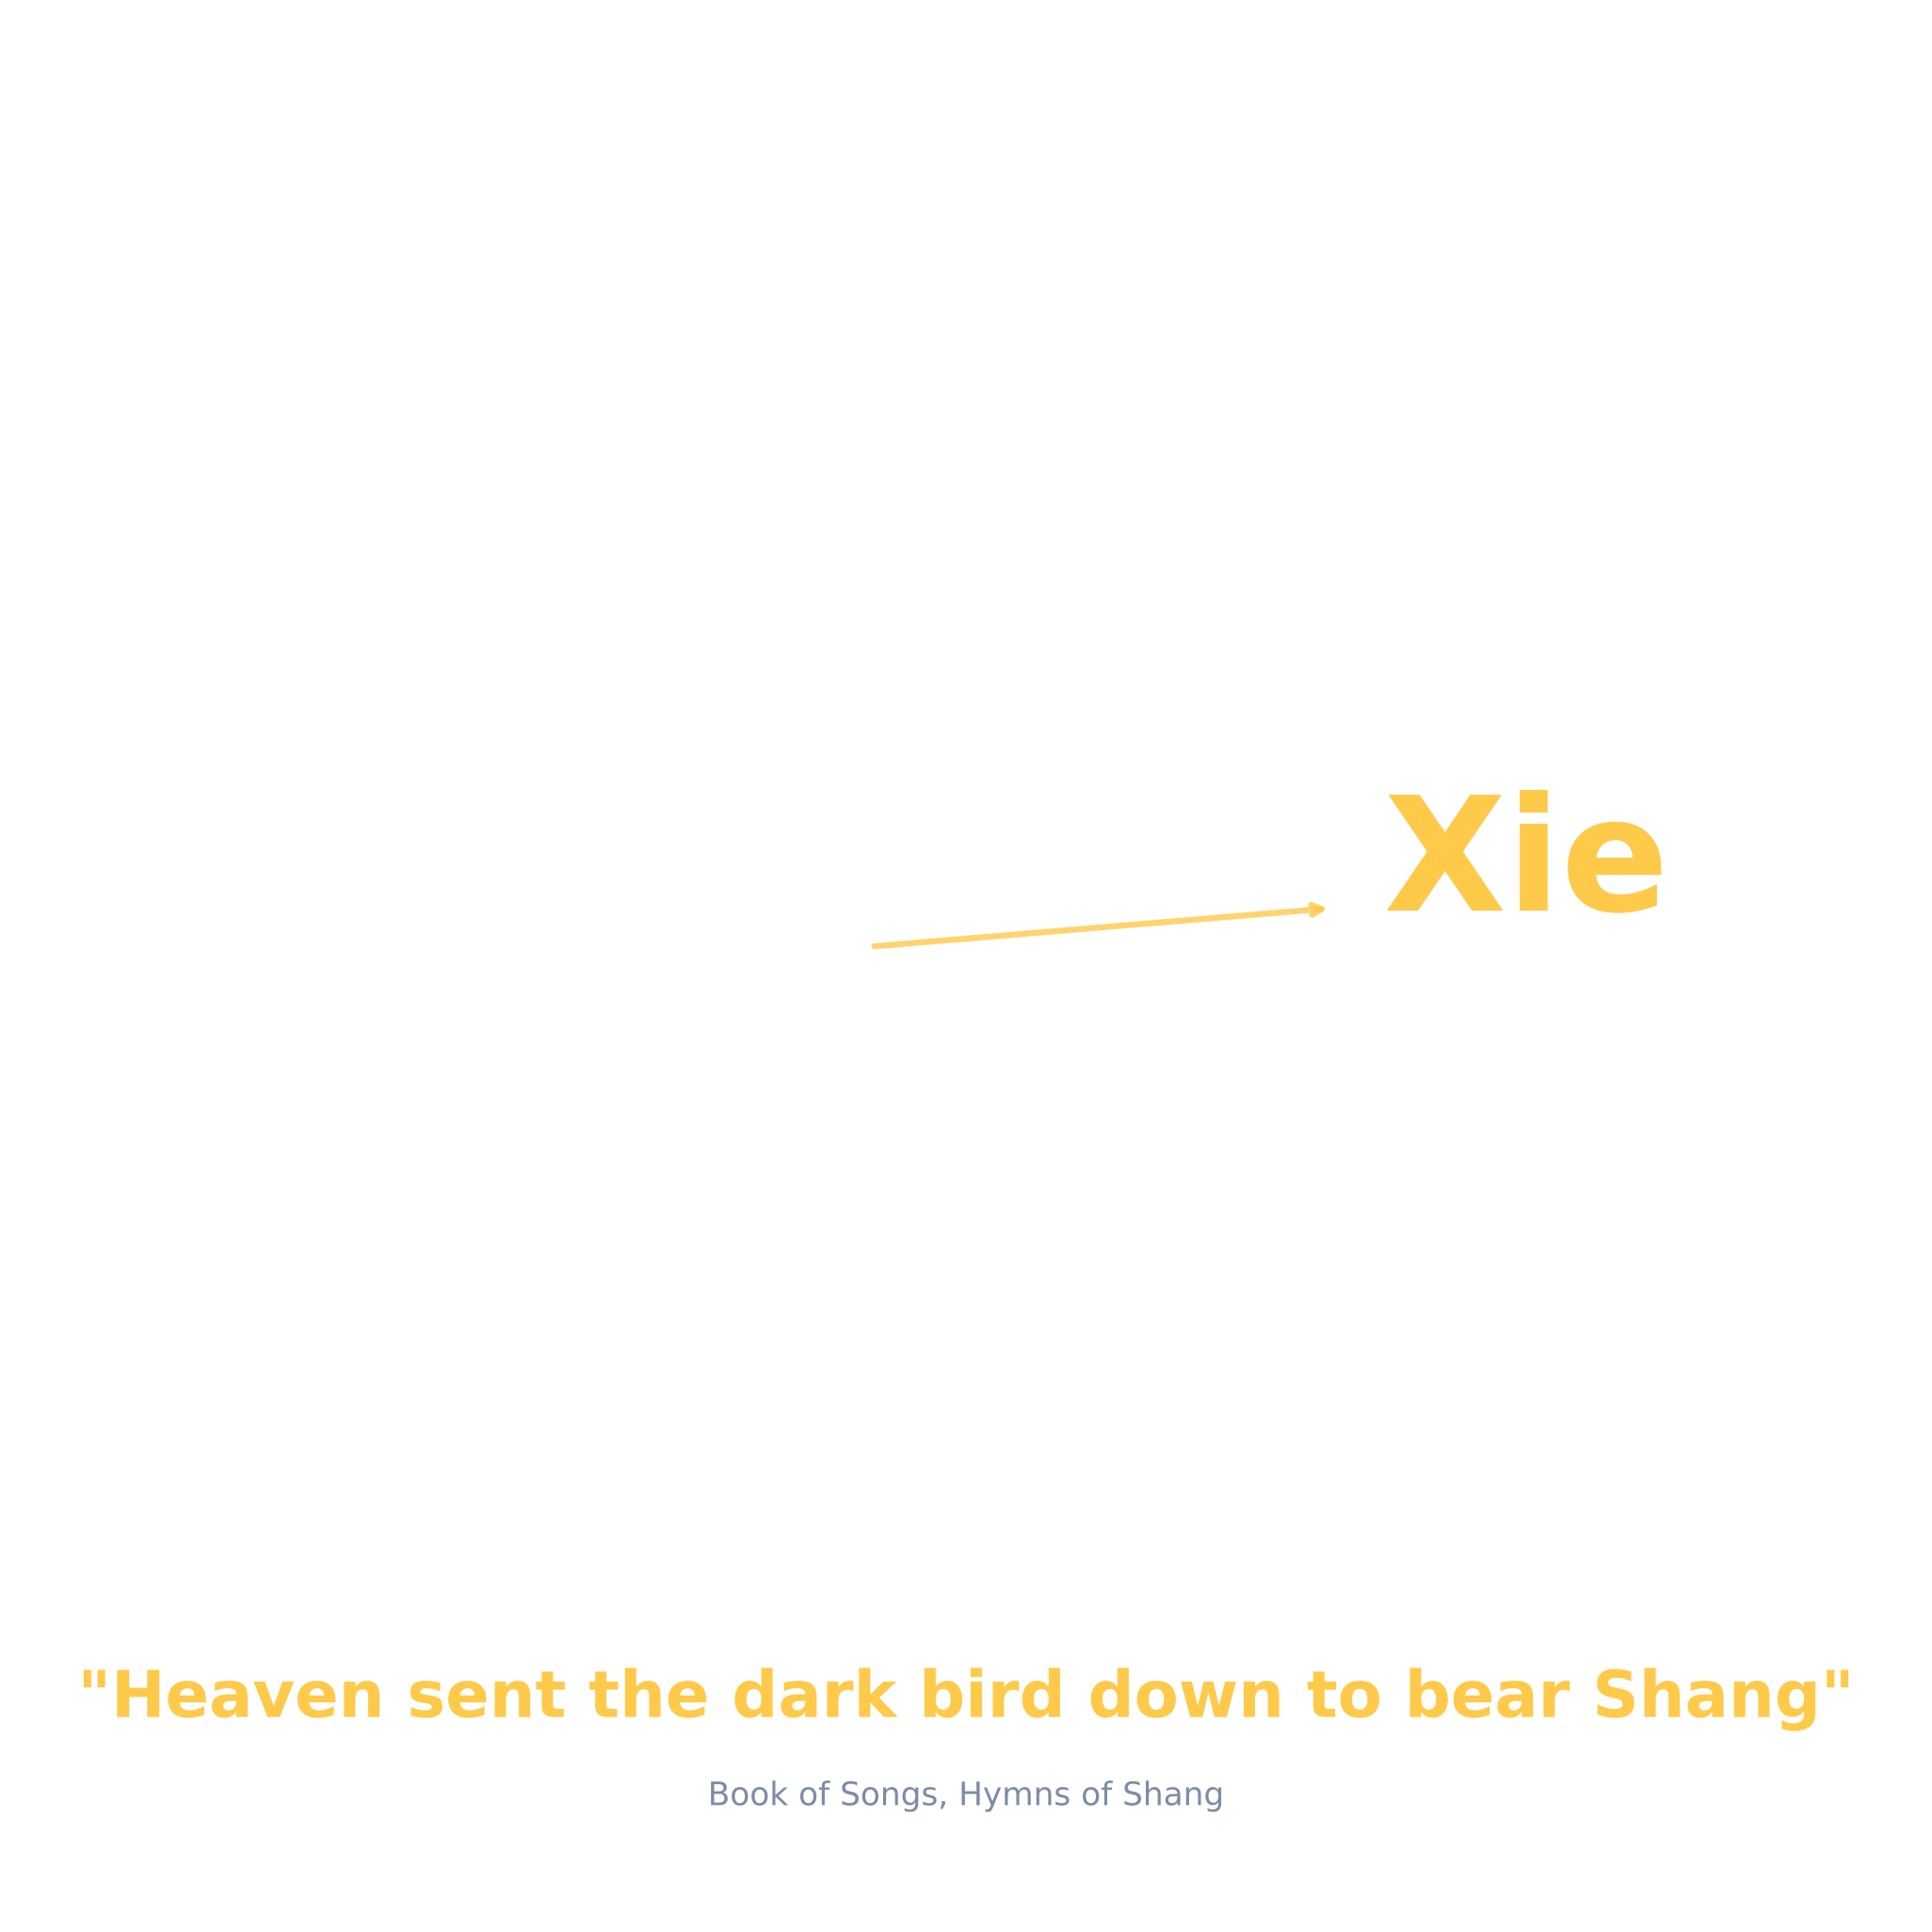 Xie
"Heaven sent the dark bird down to bear Shang"
Book of Songs, Hymns of Shang